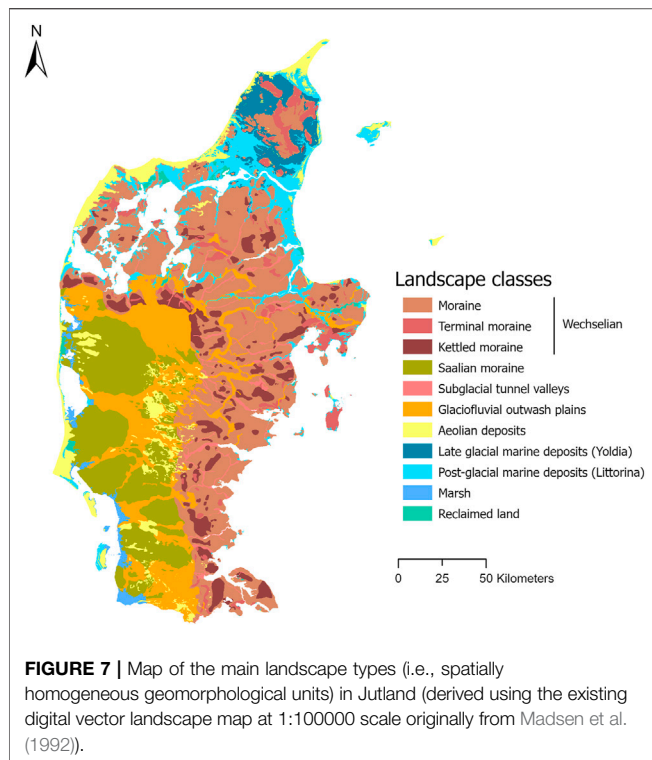 N
Landscape classes
Moraine
Terminal moraine
Wechselian
Kettled moraine
Saalian moraine
Subglacial tunnel valleys
Glaciofluvial outwash plains
Aeolian deposits
Late glacial marine deposits (Yoldia)
Post-glacial marine deposits (Littorina)
Marsh
Reclaimed land
0 25 50 Kilometers
FIGURE 7 | Map of the main landscape types (i.e., spatially
homogeneous geomorphological units) in Jutland (derived using the existing
digital vector landscape map at 1:100000 scale originally from Madsen et al.
(1992)).